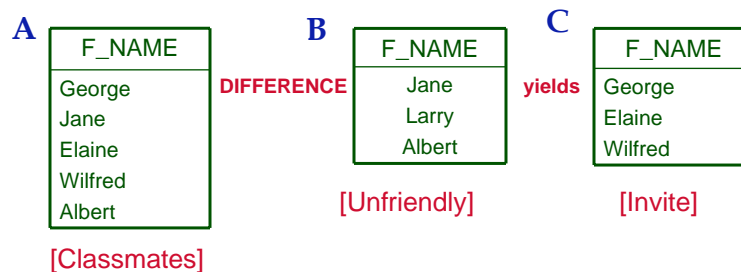 A
F_NAME
George
Jane
Elaine
Wilfred
Albert
[Classmates]
DIFFERENCE
B
F_NAME
Jane
Larry
Albert
[Unfriendly]
yields
C
F_NAME
George
Elaine
Wilfred
[Invite]